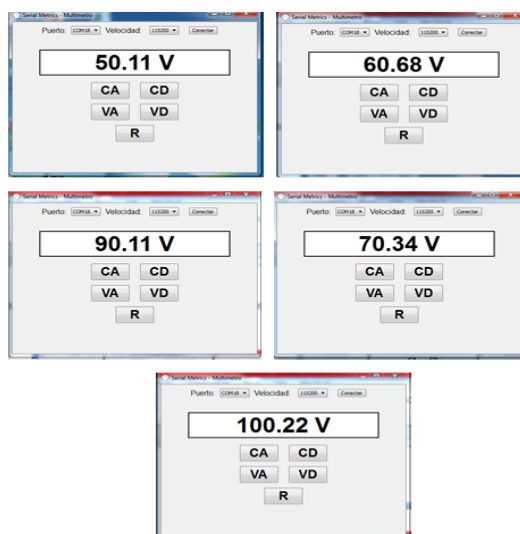 Serial Metrics - Multimetro
Puerto: COM18 Velocidad: 115200 Conectar
50.11 V
CA CD
VA VD
R
Serial Metrics - Multimetro
Puerto: COM18 Velocidad: 115200 Conectar
60.68 V
CA CD
VA VD
R
Serial Metrics - Multimetro
Puerto: COM18 Velocidad: 115200 Conectar
90.11 V
CA CD
VA VD
R
Serial Metrics - Multimetro
Puerto: COM18 Velocidad: 115200 Conectar
70.34 V
CA CD
VA VD
R
Serial Metrics - Multimetro
Puerto: COM18 Velocidad: 115200 Conectar
100.22 V
CA CD
VA VD
R